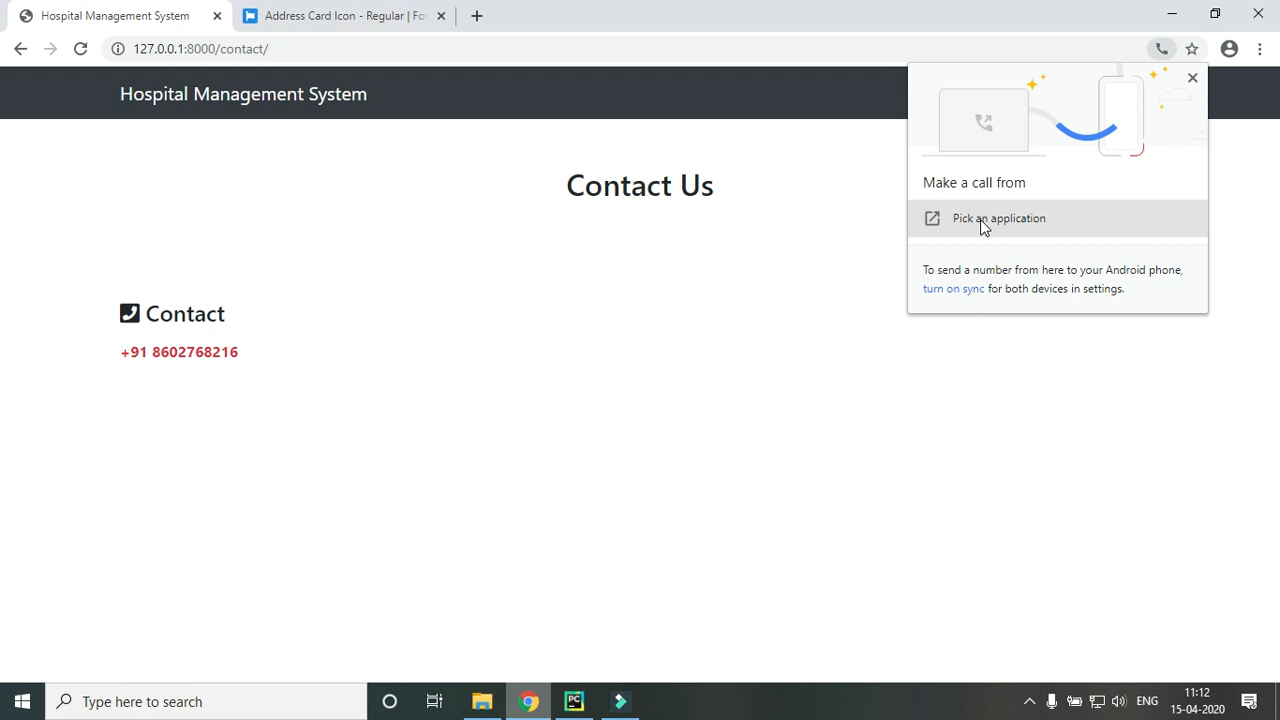 Hospital Management System
Address Card Icon - Regular | Fo
127.0.0.1:8000/contact/
Hospital Management System
Make a call from
Pick an application
To send a number from here to your Android phone,
turn on sync for both devices in settings.
Contact Us
Contact
+91 8602768216
Type here to search
PC
ENG
11:12
15-04-2020